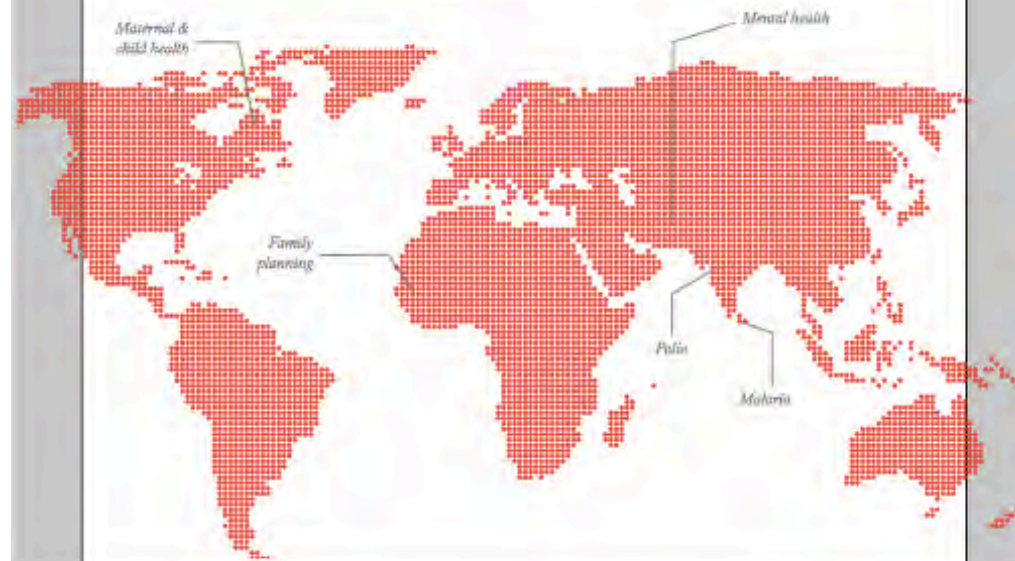 Maternal &
child health
Mental health
Family
planning
Polio
Malaria